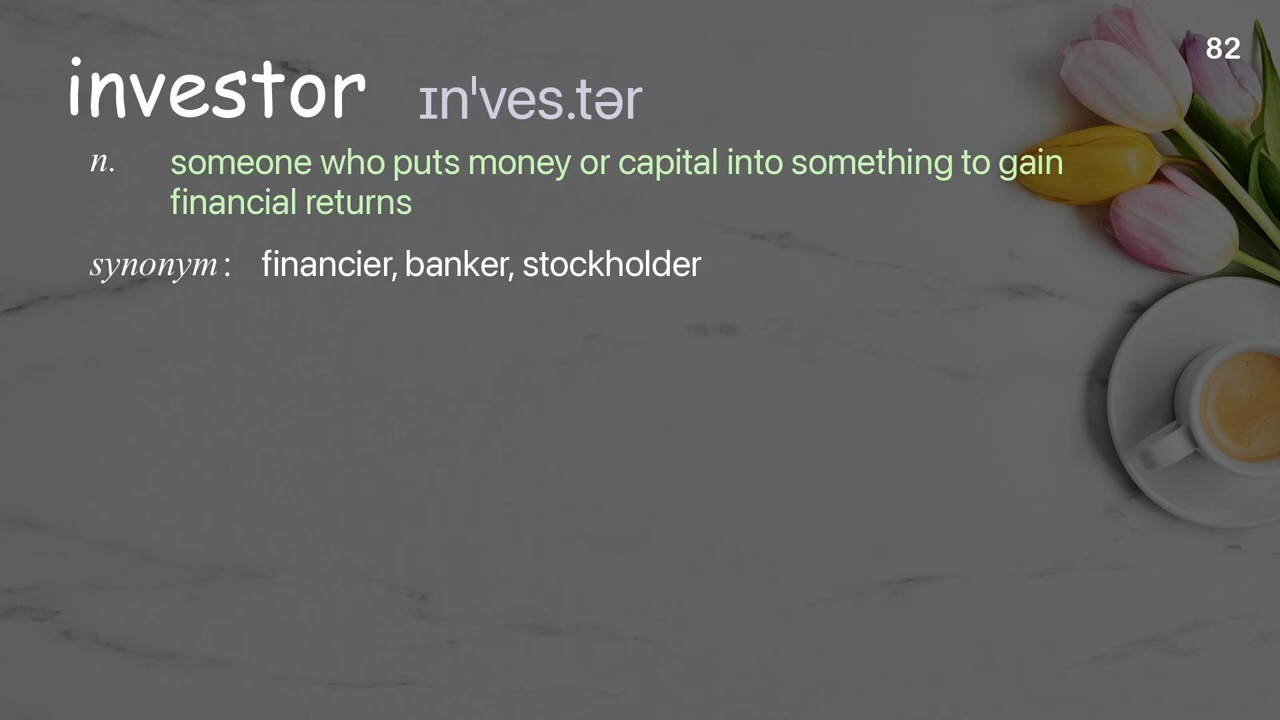 82
investor ɪnˈves.tər
n. someone who puts money or capital into something to gain
financial returns
synonym: financier, banker, stockholder